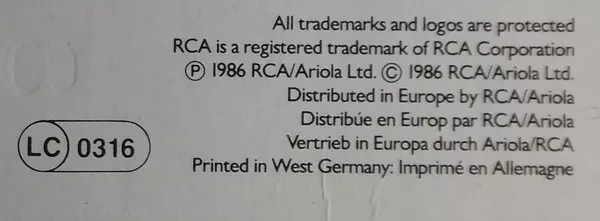 All trademarks and logos are protected
RCA is a registered trademark of RCA Corporation
Ⓟ 1986 RCA/Ariola Ltd. © 1986 RCA/Ariola Ltd.
Distributed in Europe by RCA/Ariola
Distribúe en Europ par RCA/Ariola
Vertrieb in Europa durch Ariola/RCA
LC 0316
Printed in West Germany: Imprimé en Allemagne